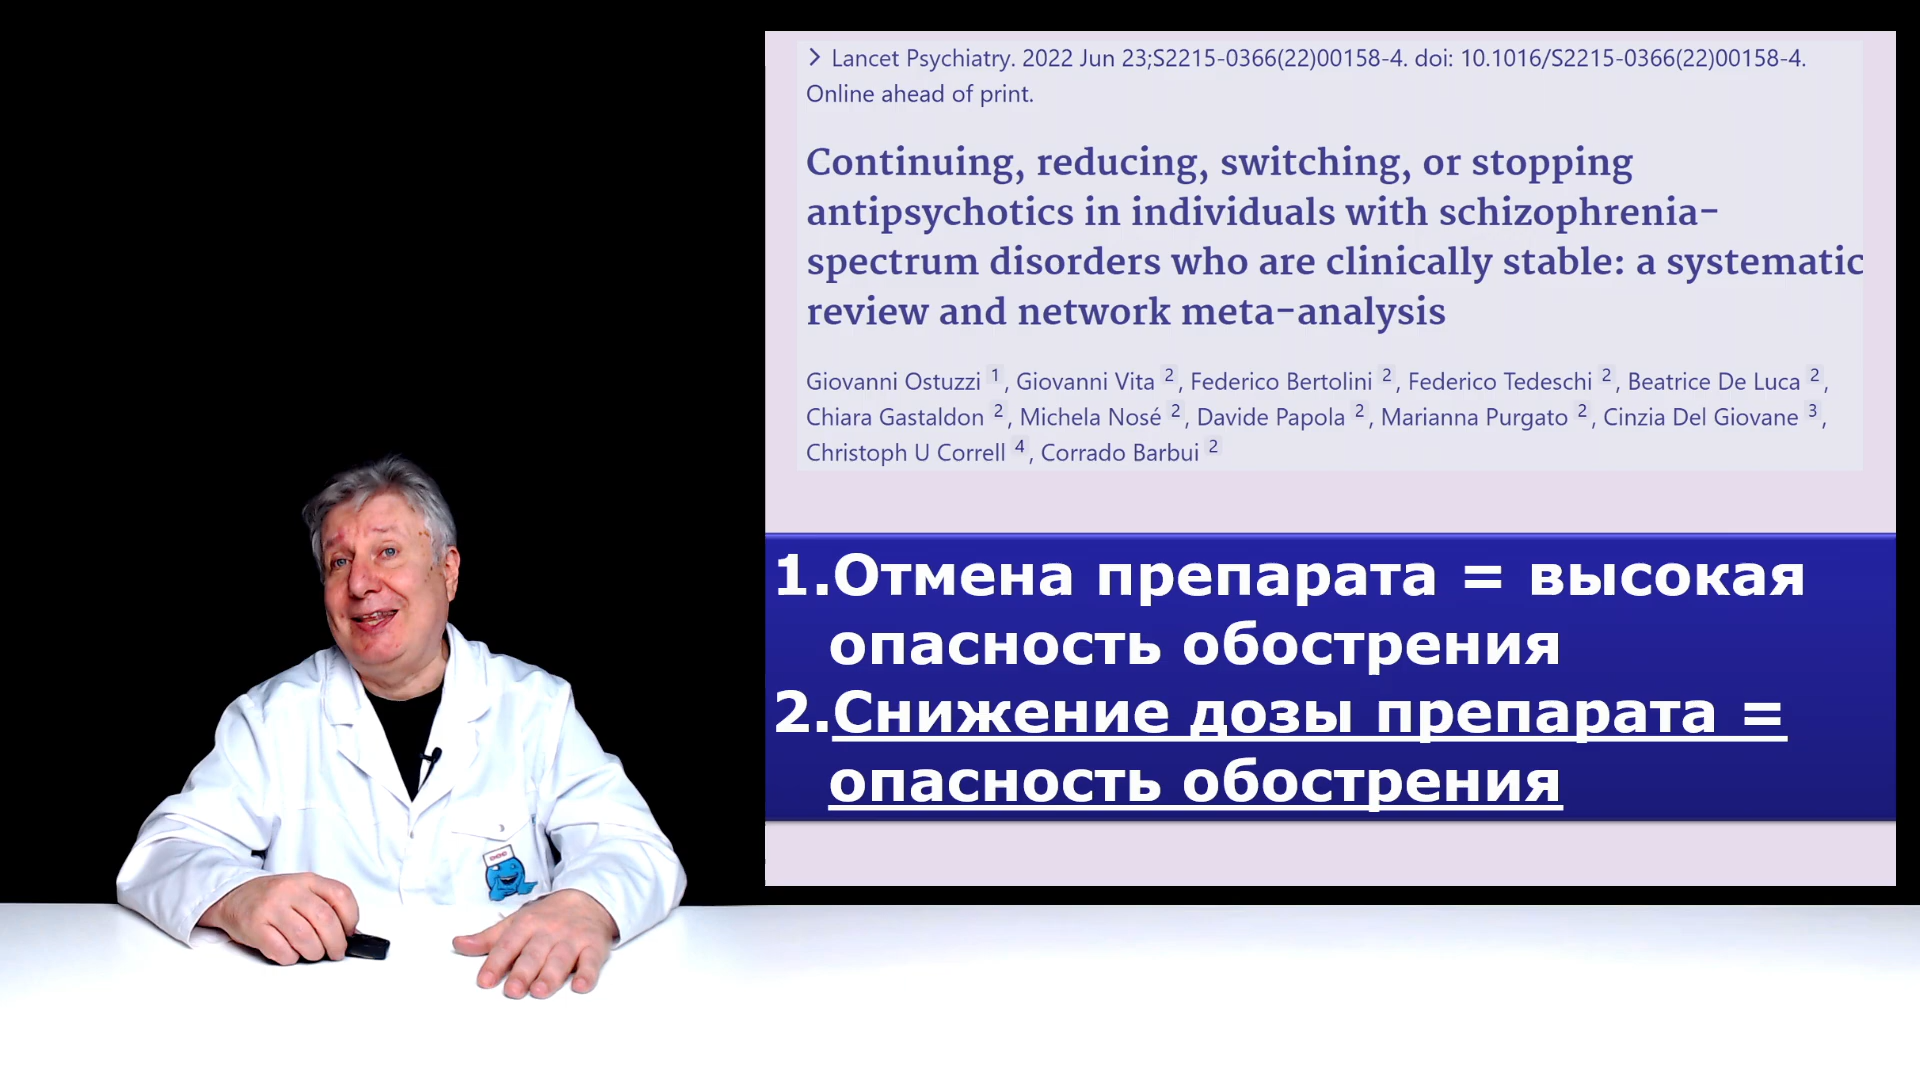 > Lancet Psychiatry. 2022 Jun 23;S2215-0366(22)00158-4. doi: 10.1016/S2215-0366(22)00158-4.
Online ahead of print.
Continuing, reducing, switching, or stopping
antipsychotics in individuals with schizophrenia-
spectrum disorders who are clinically stable: a systematic
review and network meta-analysis
Giovanni Ostuzzi 1, Giovanni Vita 2, Federico Bertolini 2, Federico Tedeschi 2, Beatrice De Luca 2,
Chiara Gastaldon 2, Michela Nosé 2, Davide Papola 2, Marianna Purgato 2, Cinzia Del Giovane 3,
Christoph U Correll 4, Corrado Barbui 2
1.Отмена препарата = высокая
опасность обострения
2.Снижение дозы препарата =
опасность обострения